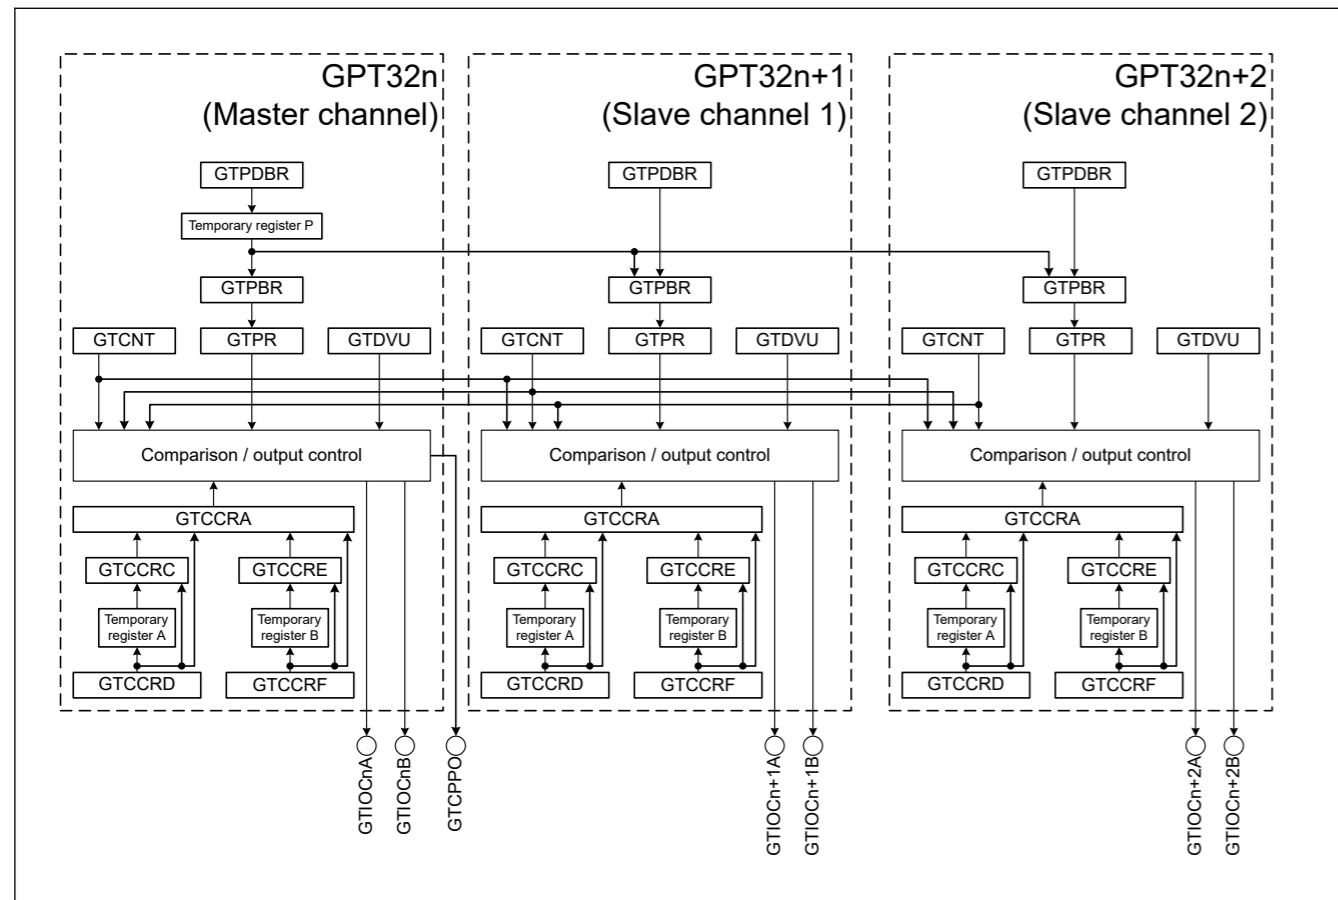 GPT32n
(Master channel)
GTPDBR
Temporary register P
GTPBR
GTCNT
GTPR
GTDVU
Comparison / output control
GTCCRA
GTCCRC
GTCCRE
Temporary
register A
Temporary
register B
GTCCRD
GTCCRF
GTIOCnA
GTIOCnB
GTCPPO
GPT32n+1
(Slave channel 1)
GTPDBR
GTPBR
GTCNT
GTPR
GTDVU
Comparison / output control
GTCCRA
GTCCRC
GTCCRE
Temporary
register A
Temporary
register B
GTCCRD
GTCCRF
GTIOCn+1A
GTIOCn+1B
GPT32n+2
(Slave channel 2)
GTPDBR
GTPBR
GTCNT
GTPR
GTDVU
Comparison / output control
GTCCRA
GTCCRC
GTCCRE
Temporary
register A
Temporary
register B
GTCCRD
GTCCRF
GTIOCn+2A
GTIOCn+2B